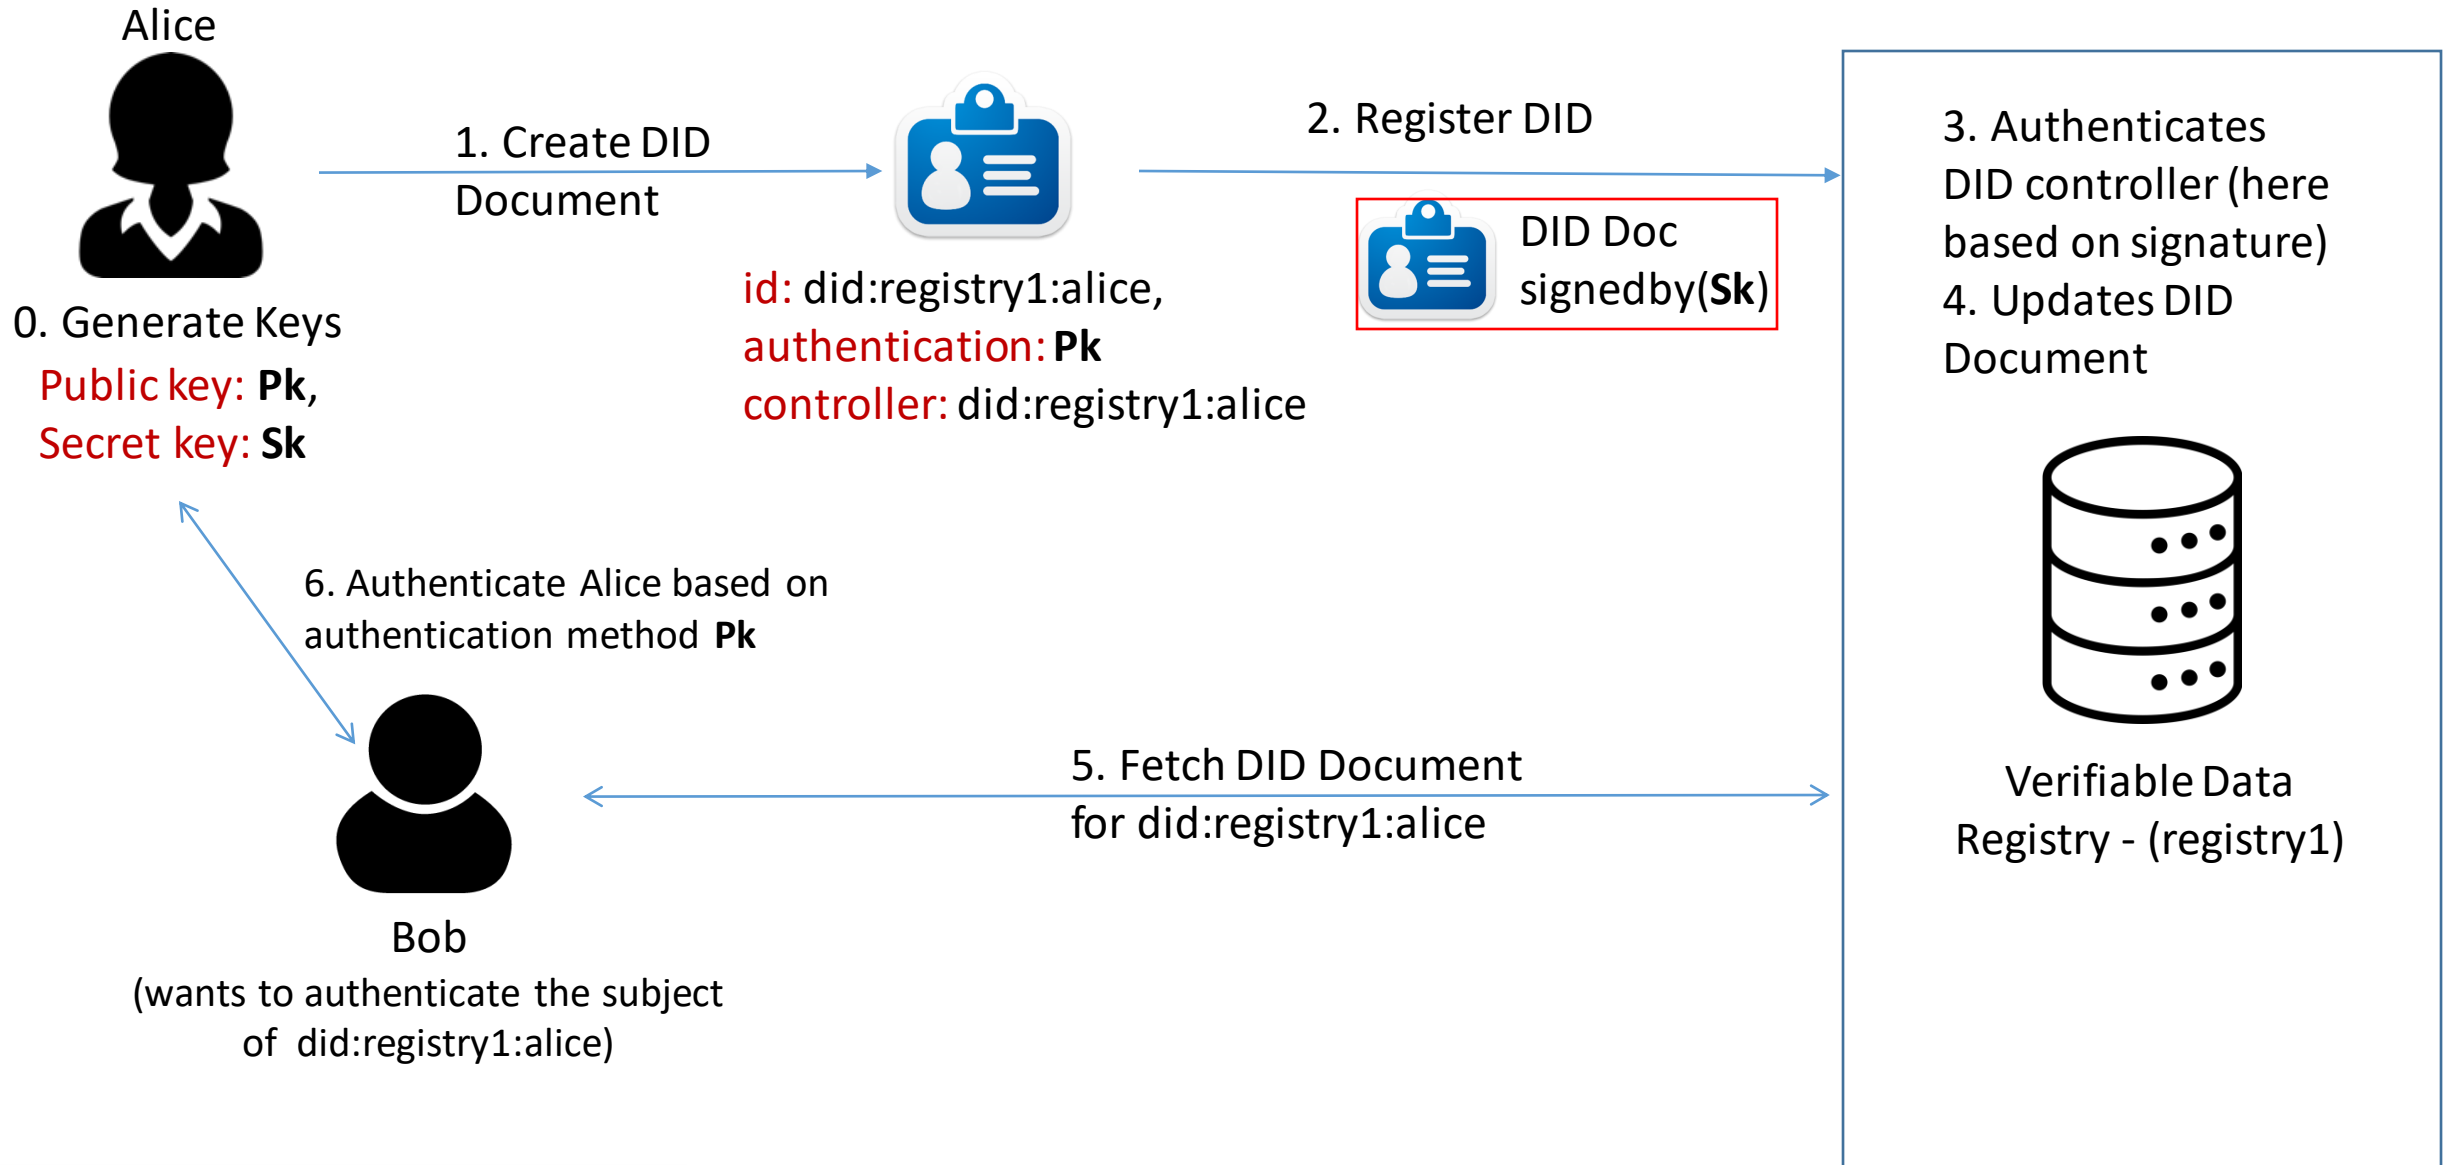 Alice
0. Generate Keys
Public key: Pk,
Secret key: Sk
1. Create DID
Document
id: did:registry1:alice,
authentication: Pk
controller: did:registry1:alice
2. Register DID
DID Doc
signedby(Sk)
3. Authenticates
DID controller (here
based on signature)
4. Updates DID
Document
Verifiable Data
Registry - (registry1)
5. Fetch DID Document
for did:registry1:alice
6. Authenticate Alice based on
authentication method Pk
Bob
(wants to authenticate the subject
of did:registry1:alice)